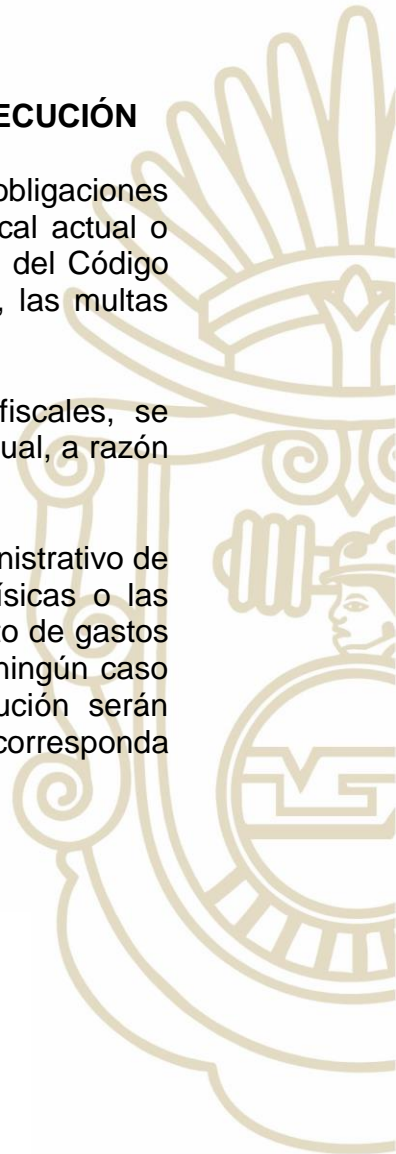 ECUCIÓN
obligaciones
cal actual o
del Código
, las multas
fiscales, se
ual, a razón
nistrativo de
ísicas o las
to de gastos
ningún caso
ución serán
corresponda